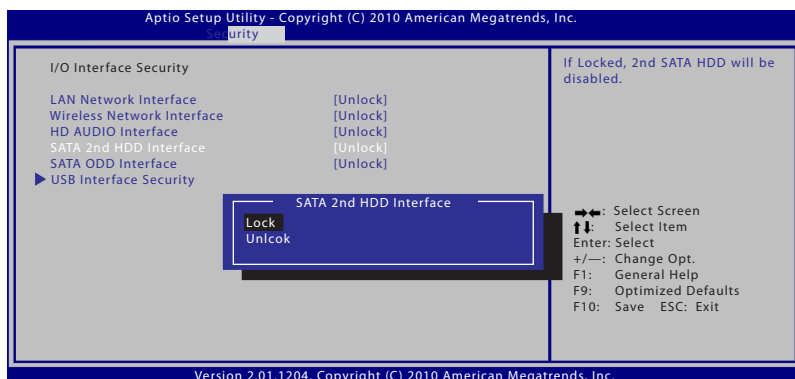 Aptio Setup Utility - Copyright (C) 2010 American Megatrends, Inc.
Security
I/O Interface Security
LAN Network Interface [Unlock]
Wireless Network Interface [Unlock]
HD AUDIO Interface [Unlock]
SATA 2nd HDD Interface [Unlock]
SATA ODD Interface [Unlock]
USB Interface Security
SATA 2nd HDD Interface
Lock
Unlcok
If Locked, 2nd SATA HDD will be
disabled.
→←: Select Screen
↑↓: Select Item
Enter: Select
+/—: Change Opt.
F1: General Help
F9: Optimized Defaults
F10: Save ESC: Exit
Version 2.01.1204. Copyright (C) 2010 American Megatrends, Inc.